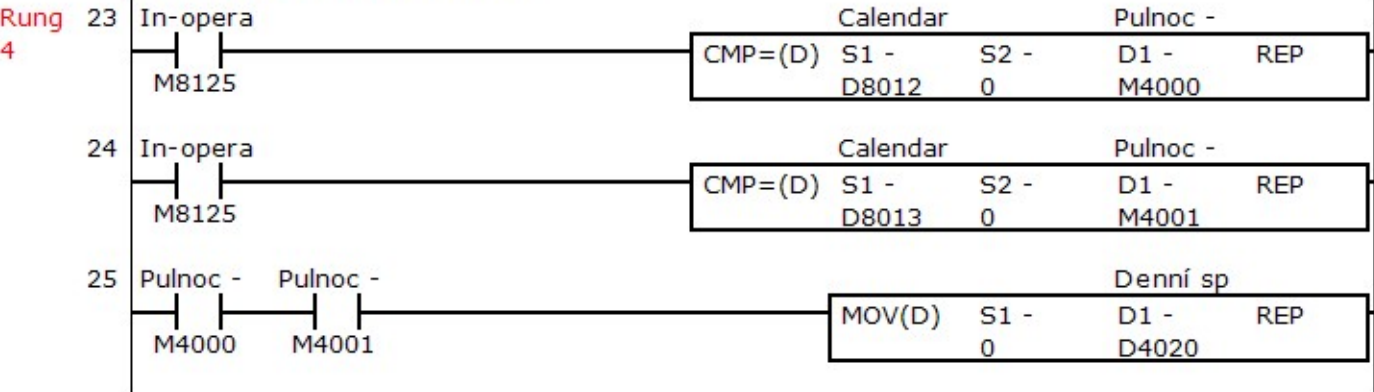 Rung 23 In-opera Calendar Pulnoc -
4 CMP=(D) S1 - S2 - D1 - REP
M8125 D8012 0 M4000
24 In-opera Calendar Pulnoc -
CMP=(D) S1 - S2 - D1 - REP
M8125 D8013 0 M4001
25 Pulnoc - Pulnoc - Denní sp
MOV(D) S1 - D1 - REP
M4000 M4001 0 D4020